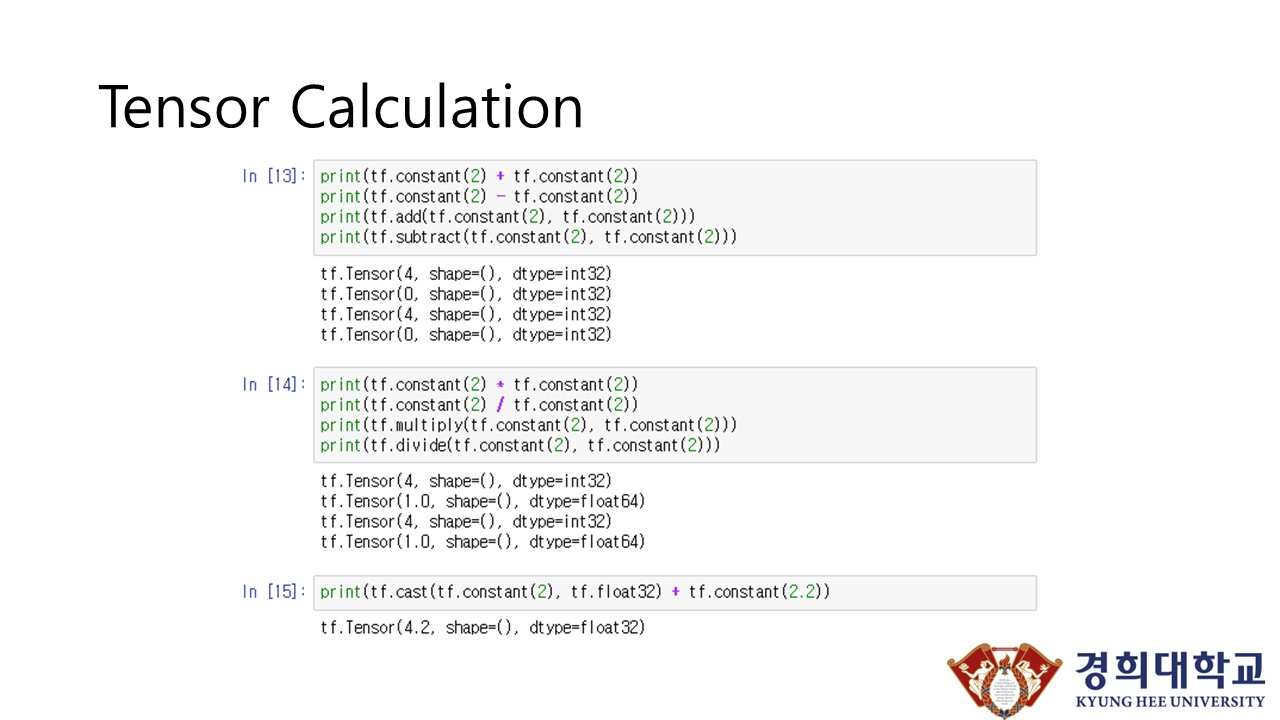 Tensor Calculation
In [13]: print(tf.constant(2) + tf.constant(2))
print(tf.constant(2) - tf.constant(2))
print(tf.add(tf.constant(2), tf.constant(2)))
print(tf.subtract(tf.constant(2), tf.constant(2)))
tf.Tensor(4, shape=(), dtype=int32)
tf.Tensor(0, shape=(), dtype=int32)
tf.Tensor(4, shape=(), dtype=int32)
tf.Tensor(0, shape=(), dtype=int32)
In [14]: print(tf.constant(2) * tf.constant(2))
print(tf.constant(2) / tf.constant(2))
print(tf.multiply(tf.constant(2), tf.constant(2)))
print(tf.divide(tf.constant(2), tf.constant(2)))
tf.Tensor(4, shape=(), dtype=int32)
tf.Tensor(1.0, shape=(), dtype=float64)
tf.Tensor(4, shape=(), dtype=int32)
tf.Tensor(1.0, shape=(), dtype=float64)
In [15]: print(tf.cast(tf.constant(2), tf.float32) + tf.constant(2.2))
tf.Tensor(4.2, shape=(), dtype=float32)
경희대학교
KYUNG HEE UNIVERSITY